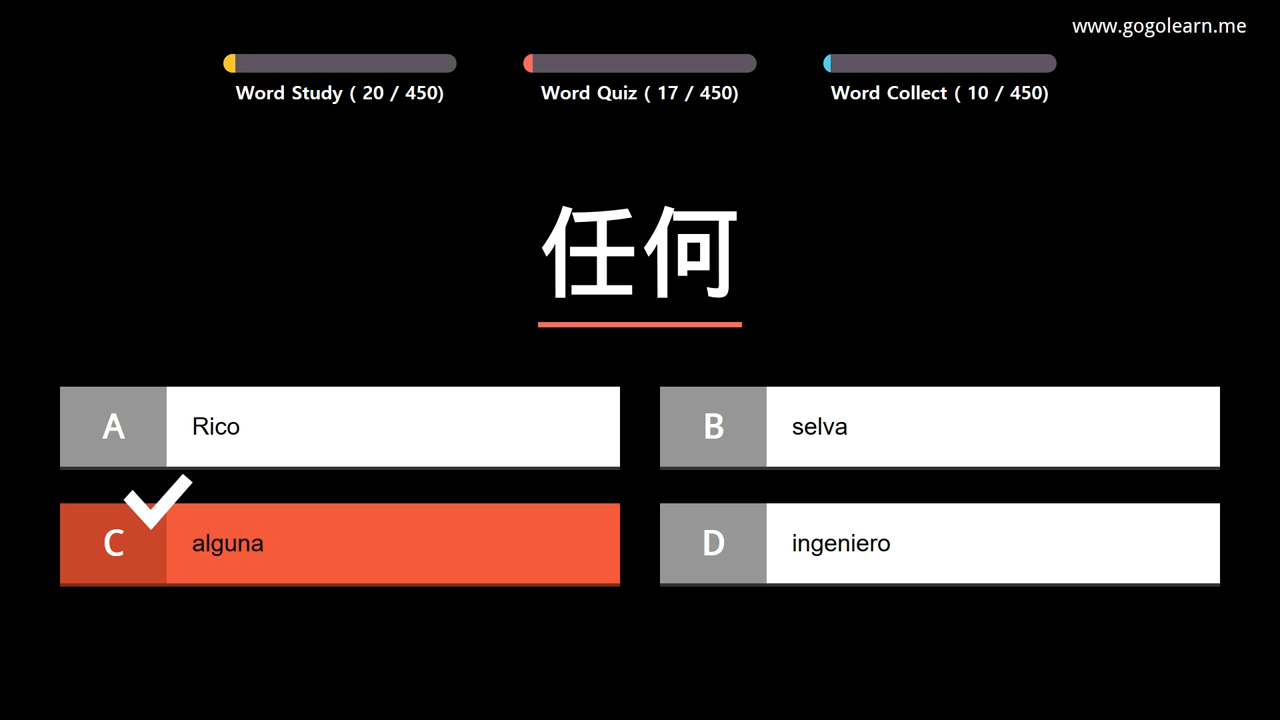 www.gogolearn.me
Word Study ( 20 / 450)
Word Quiz ( 17 / 450)
Word Collect ( 10 / 450)
任何
A Rico
B selva
C alguna
D ingeniero